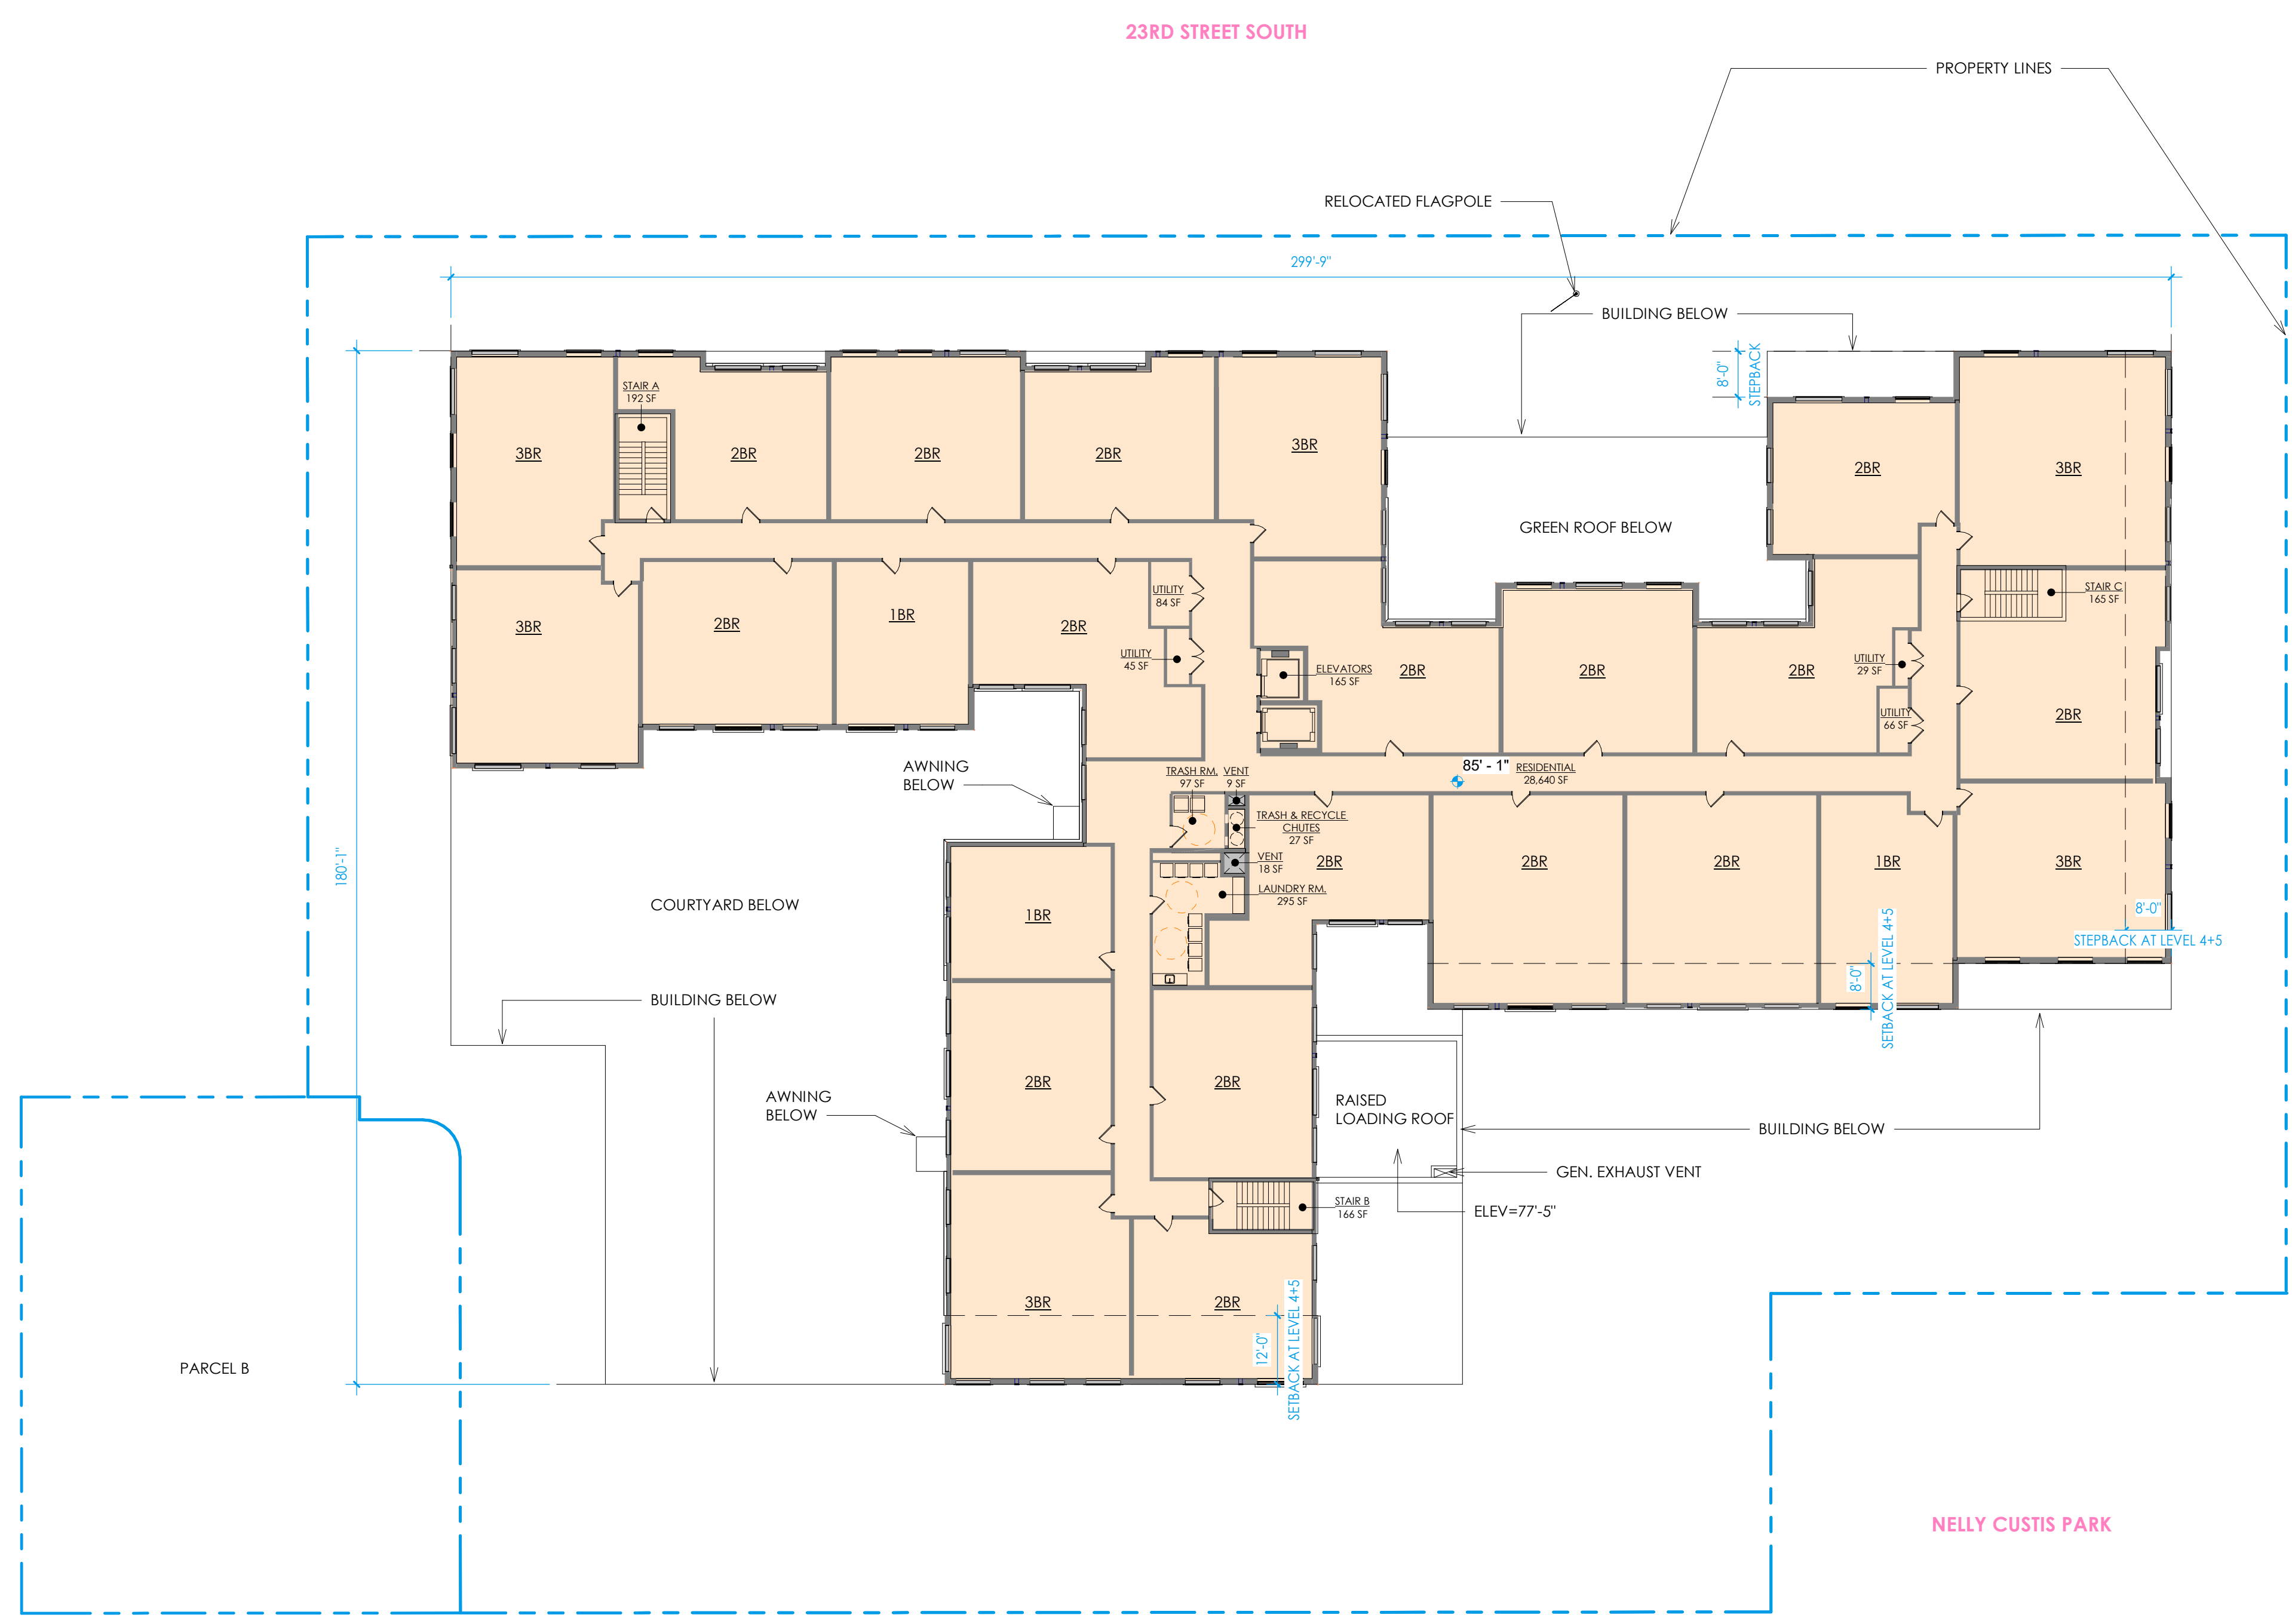 23RD STREET SOUTH
PROPERTY LINES
RELOCATED FLAGPOLE
299'-9"
BUILDING BELOW
8'-0"
STEPBACK
STAIR A
192 SF
3BR
2BR
2BR
2BR
3BR
2BR
3BR
GREEN ROOF BELOW
UTILITY
84 SF
STAIR C
165 SF
3BR
2BR
1BR
2BR
UTILITY
45 SF
ELEVATORS
165 SF
2BR
2BR
2BR
UTILITY
29 SF
UTILITY
66 SF
2BR
AWNING
BELOW
TRASH RM.
97 SF
VENT
9 SF
85' - 1"
RESIDENTIAL
28,640 SF
TRASH & RECYCLE
CHUTES
27 SF
VENT
18 SF
LAUNDRY RM.
295 SF
2BR
2BR
2BR
1BR
3BR
180'-1"
COURTYARD BELOW
1BR
8'-0"
STEPBACK AT LEVEL 4+5
8'-0"
SETBACK AT LEVEL 4+5
BUILDING BELOW
2BR
2BR
AWNING
BELOW
RAISED
LOADING ROOF
BUILDING BELOW
GEN. EXHAUST VENT
STAIR B
166 SF
ELEV=77'-5"
3BR
2BR
12'-0"
SETBACK AT LEVEL 4+5
PARCEL B
NELLY CUSTIS PARK